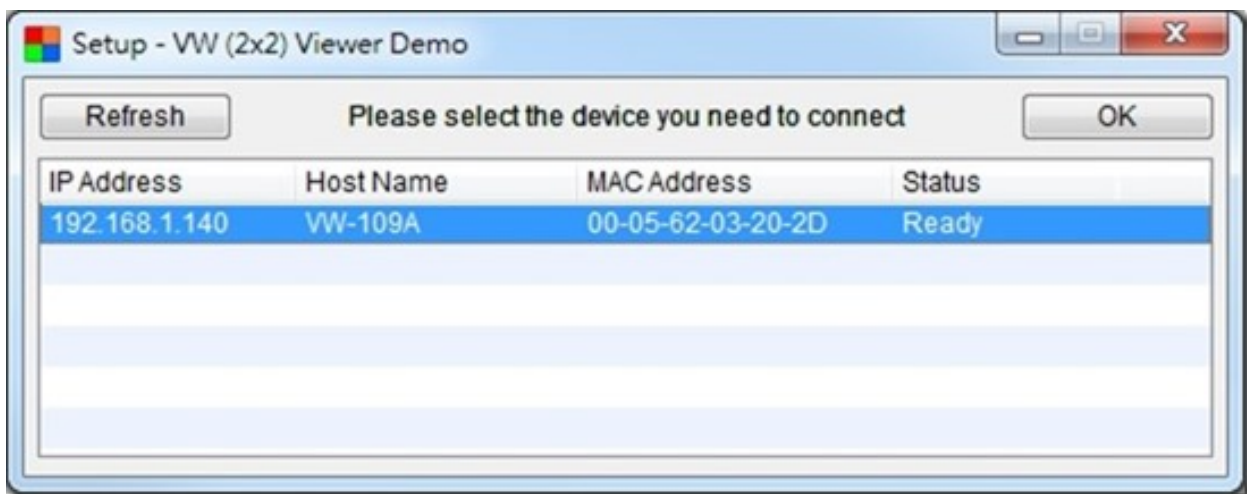 Setup - VW (2x2) Viewer Demo
Refresh Please select the device you need to connect OK
IP Address Host Name MAC Address Status
192.168.1.140 VW-109A 00-05-62-03-20-2D Ready